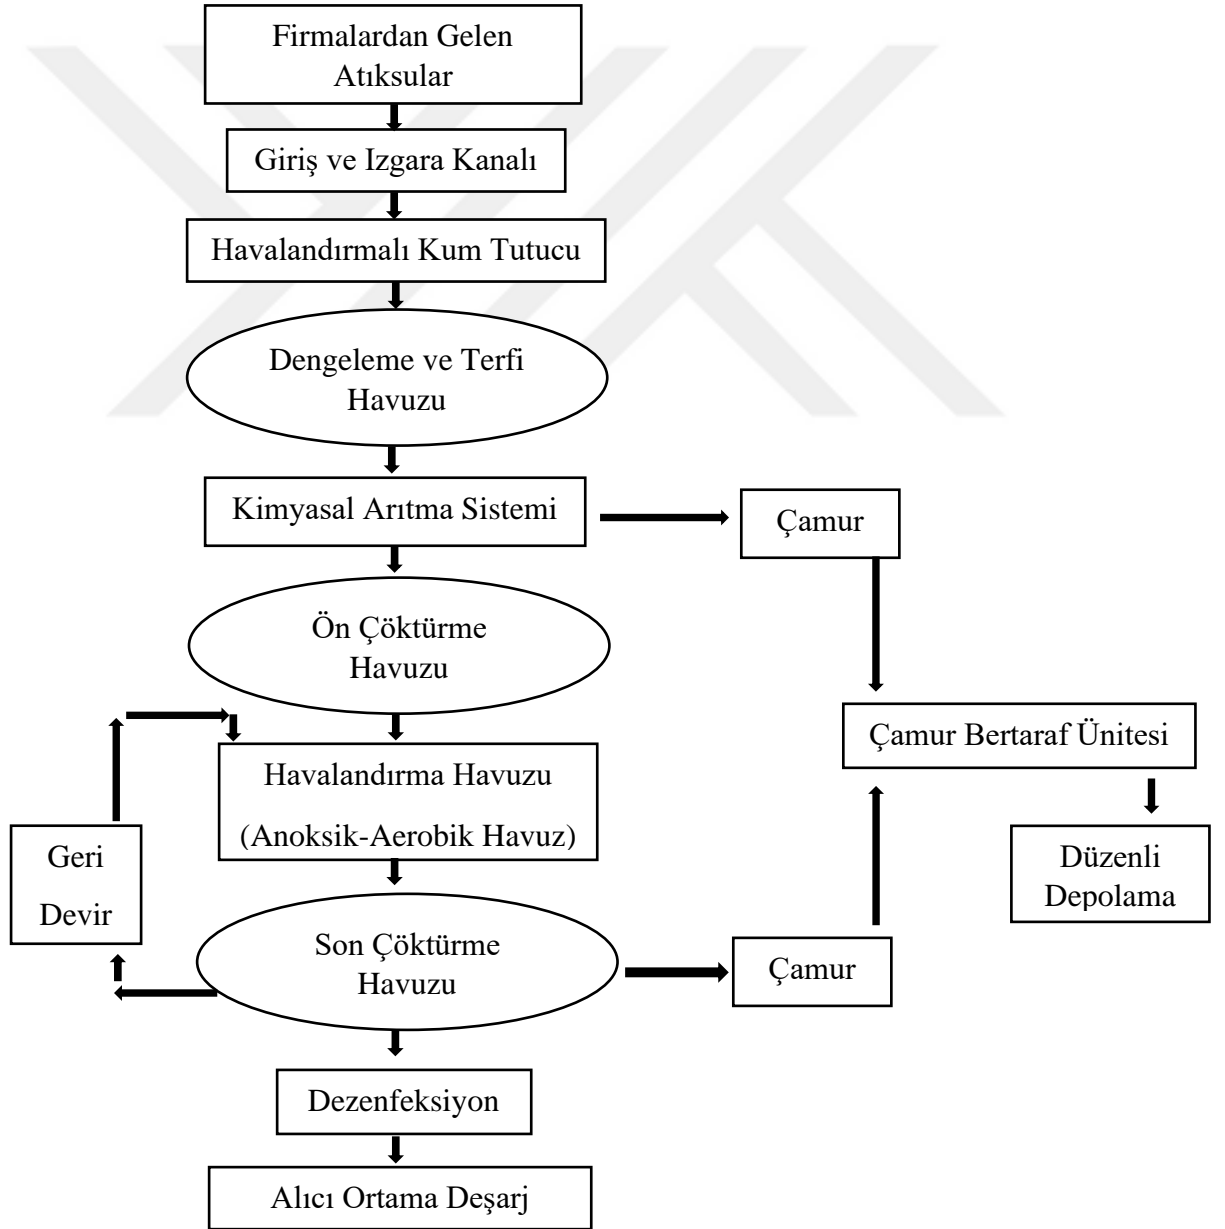 Firmalardan Gelen
Atıksular
Giriş ve Izgara Kanalı
Havalandırmalı Kum Tutucu
Dengeleme ve Terfi
Havuzu
Kimyasal Arıtma Sistemi
Çamur
Ön Çöktürme
Havuzu
Çamur Bertaraf Ünitesi
Havalandırma Havuzu
(Anoksik-Aerobik Havuz)
Geri
Devir
Düzenli
Depolama
Son Çöktürme
Havuzu
Çamur
Dezenfeksiyon
Alıcı Ortama Deşarj